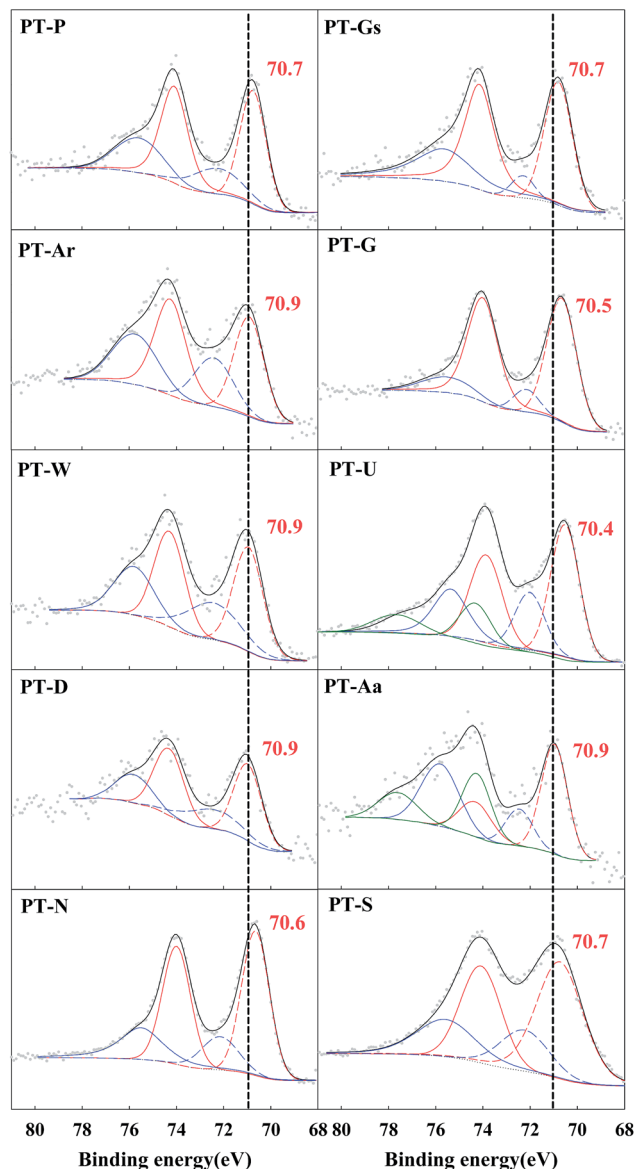 PT-P
70.7
PT-Gs
70.7
PT-Ar
70.9
PT-G
70.5
PT-W
70.9
PT-U
70.4
PT-D
70.9
PT-Aa
70.9
PT-N
70.6
PT-S
70.7
80 78 76 74 72 70 68 80 78 76 74 72 70 68
Binding energy(eV) Binding energy(eV)